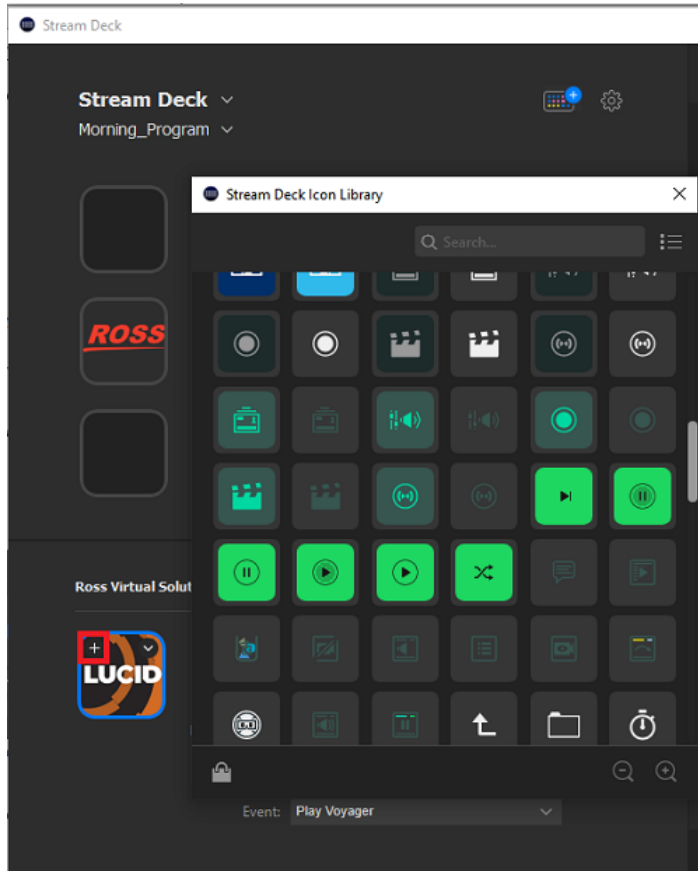 Stream Deck
Stream Deck
Morning_Program
Stream Deck Icon Library
Search...
ROSS
Ross Virtual Solut
LUCID
Event: Play Voyager